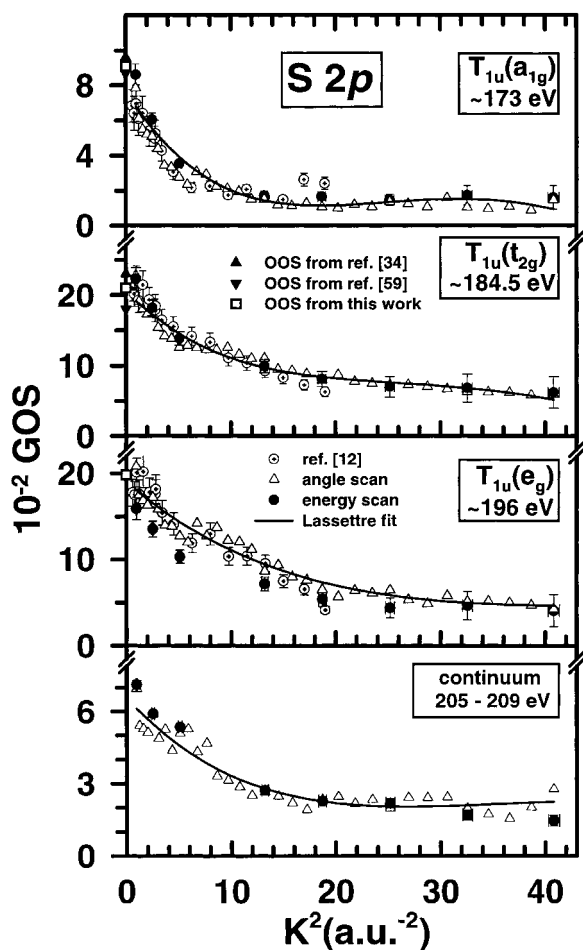 S 2p
T1u(a1g)
~173 eV
8
4
0
T1u(t2g)
~184.5 eV
OOS from ref. [34]
OOS from ref. [59]
OOS from this work
20
10
0
10-2 GOS
T1u(eg)
~196 eV
ref. [12]
angle scan
energy scan
Lassettre fit
20
10
0
continuum
205 - 209 eV
6
3
0
0 10 20 30 40
K2(a.u.-2)